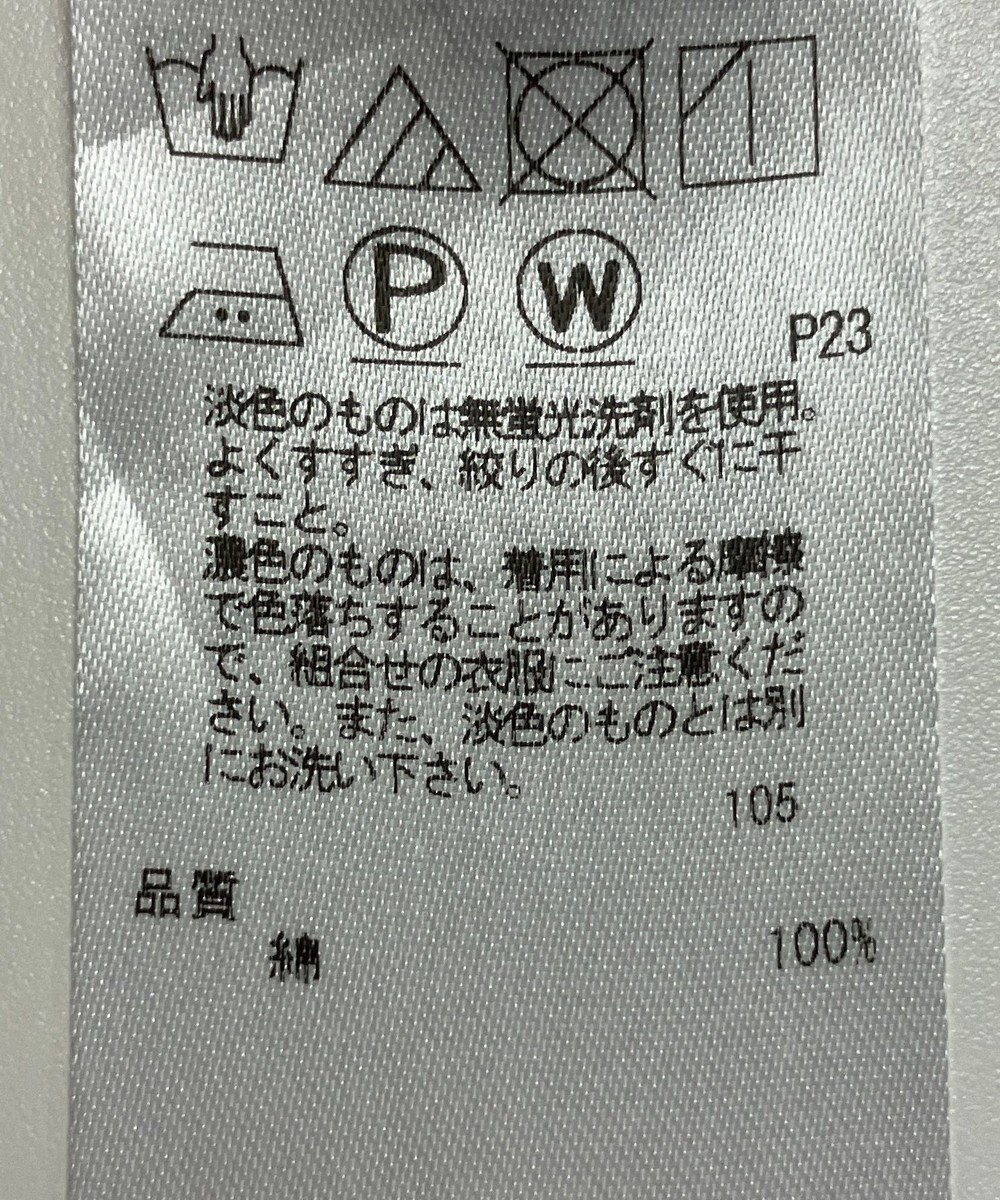 P W P23
淡色のものは無蛍光洗剤を使用。
よくすすぎ、絞りの後すぐに干
すこと。
濃色のものは、着用による摩擦
で色落ちすることがありますの
で、組合せの衣服にご注意くだ
さい。また、淡色のものとは別
にお洗い下さい。
105
品質
綿 100%